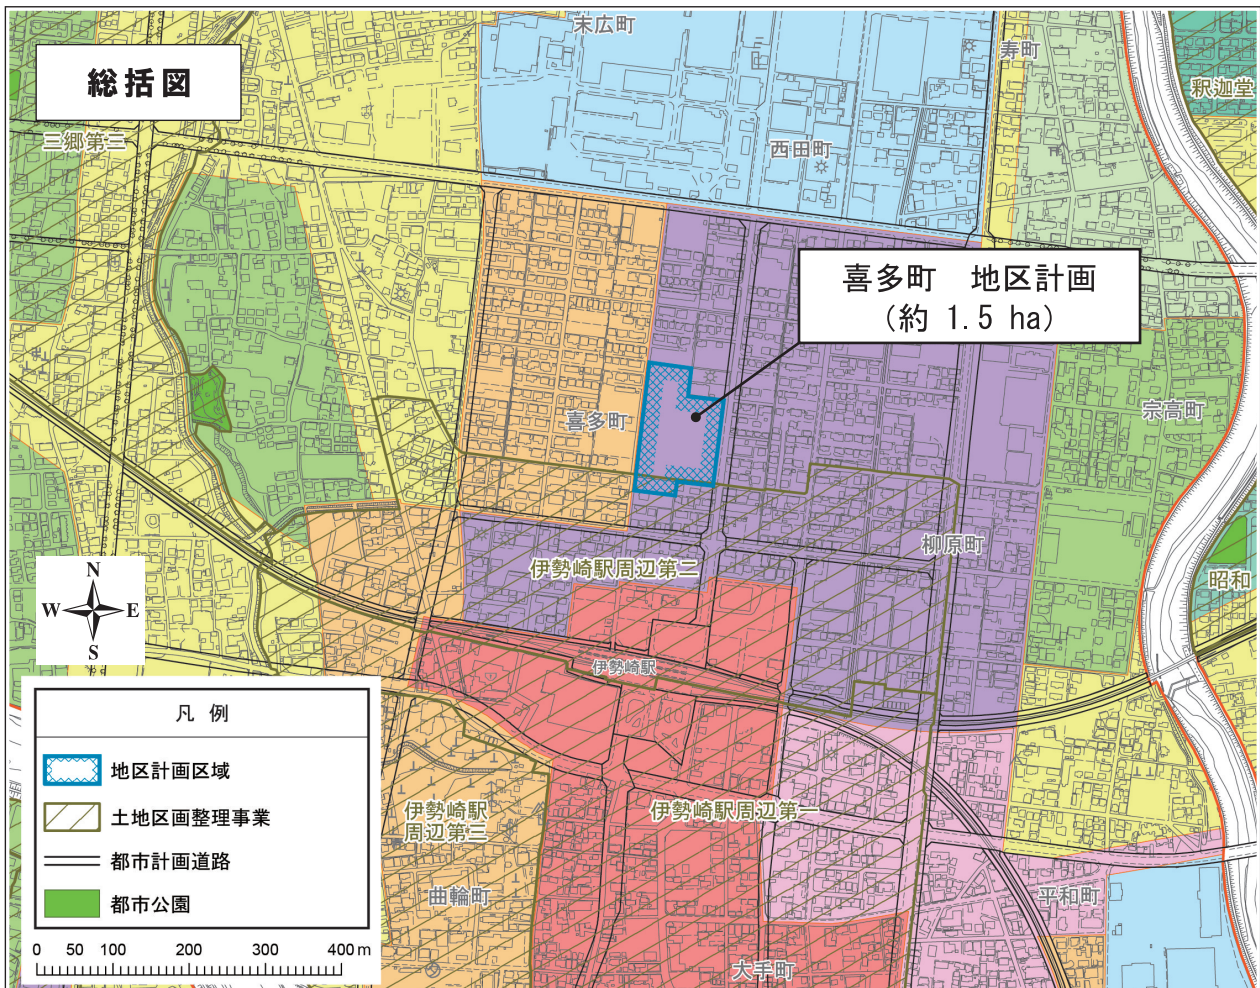 総括図
末広町
寿町
釈迦堂
三郷第三
西田町
喜多町　地区計画
(約 1.5 ha)
喜多町
宗高町
柳原町
伊勢崎駅周辺第二
昭和
N
W
E
S
伊勢崎駅
凡 例
地区計画区域
土地区画整理事業
都市計画道路
都市公園
伊勢崎駅
周辺第三
伊勢崎駅周辺第一
曲輪町
平和町
大手町
0 50 100 200 300 400 m